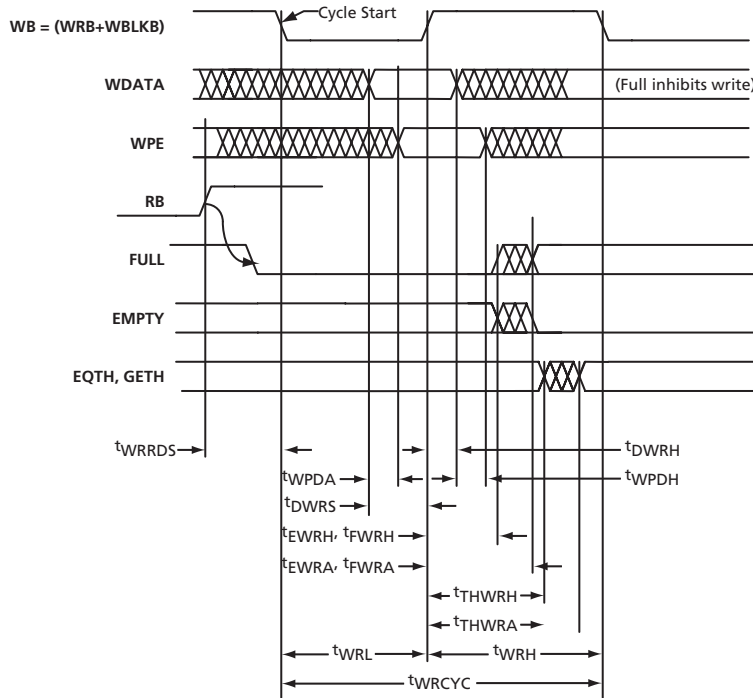 Cycle Start
WB = (WRB+WBLKB)
WDATA
(Full inhibits write)
WPE
RB
FULL
EMPTY
EQTH, GETH
tWRRDS
tDWRH
tWPDA
tWPDH
tDWRS
tEWRH, tFWRH
tEWRA, tFWRA
tTHWRH
tTHWRA
tWRL
tWRH
tWRCYC